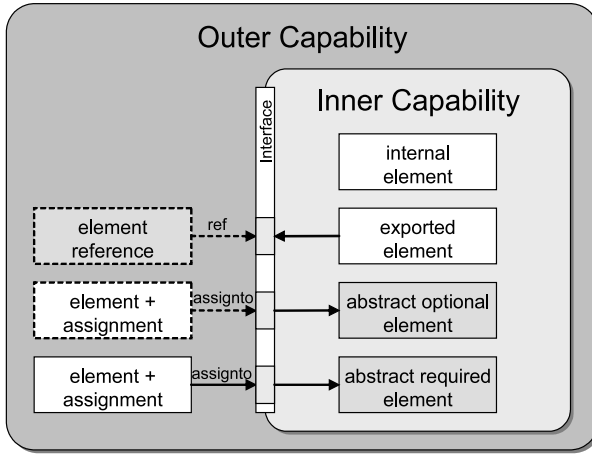 Outer Capability
Interface
Inner Capability
internal
element
element
reference
ref
exported
element
element +
assignment
assignto
abstract optional
element
element +
assignment
assignto
abstract required
element